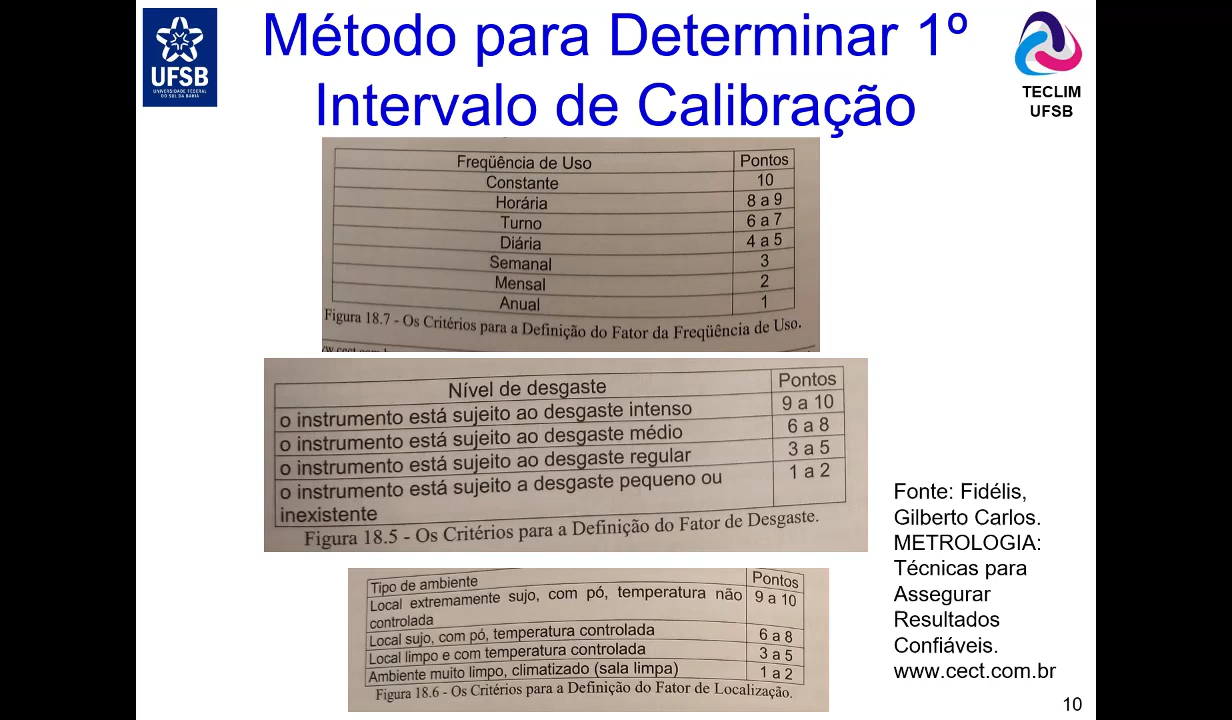 UFSB
UNIVERSIDADE FEDERAL
DO SUL DA BAHIA
Método para Determinar 1º
Intervalo de Calibração
TECLIM
UFSB
Freqüência de Uso Pontos
Constante 10
Horária 8 a 9
Turno 6 a 7
Diária 4 a 5
Semanal 3
Mensal 2
Anual 1
Figura 18.7 - Os Critérios para a Definição do Fator da Freqüência de Uso.
Nível de desgaste Pontos
o instrumento está sujeito ao desgaste intenso 9 a 10
o instrumento está sujeito ao desgaste médio 6 a 8
o instrumento está sujeito ao desgaste regular 3 a 5
o instrumento está sujeito a desgaste pequeno ou 1 a 2
inexistente
Figura 18.5 - Os Critérios para a Definição do Fator de Desgaste.
Tipo de ambiente Pontos
Local extremamente sujo, com pó, temperatura não 9 a 10
controlada
Local sujo, com pó, temperatura controlada 6 a 8
Local limpo e com temperatura controlada 3 a 5
Ambiente muito limpo, climatizado (sala limpa) 1 a 2
Figura 18.6 - Os Critérios para a Definição do Fator de Localização.
Fonte: Fidélis,
Gilberto Carlos.
METROLOGIA:
Técnicas para
Assegurar
Resultados
Confiáveis.
www.cect.com.br
10